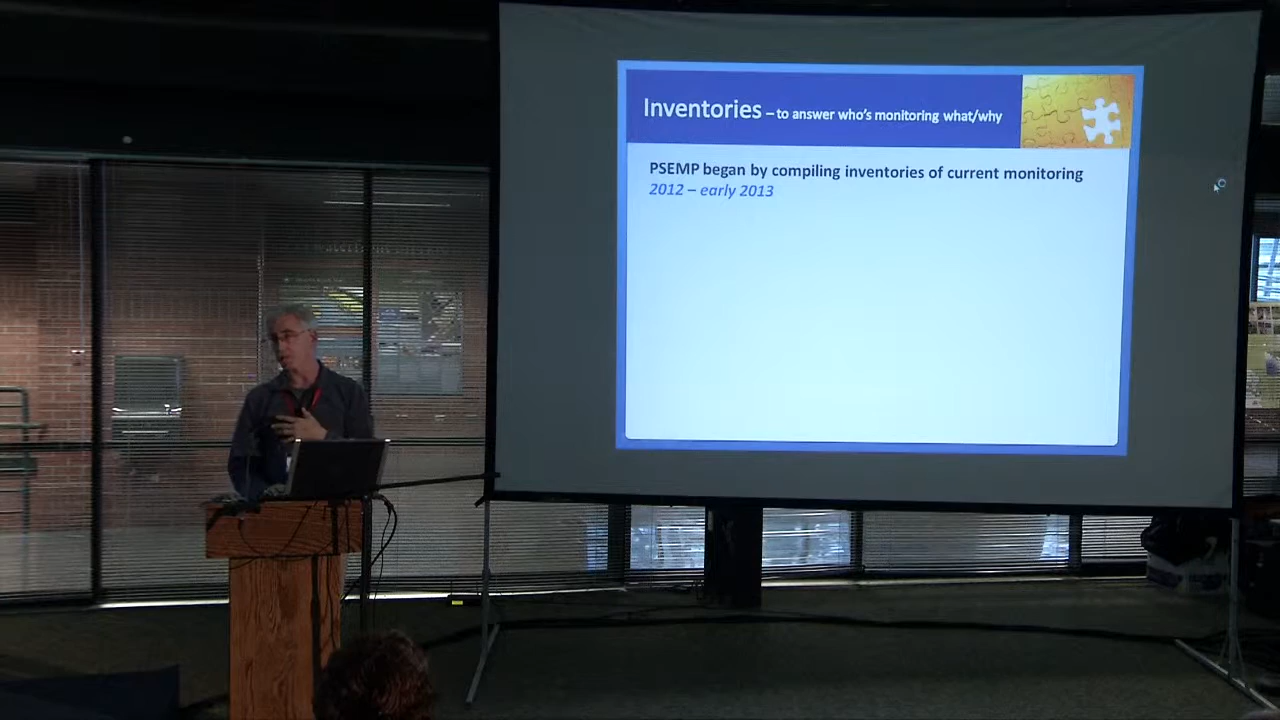 Inventories – to answer who's monitoring what/why
PSEMP began by compiling inventories of current monitoring
2012 – early 2013